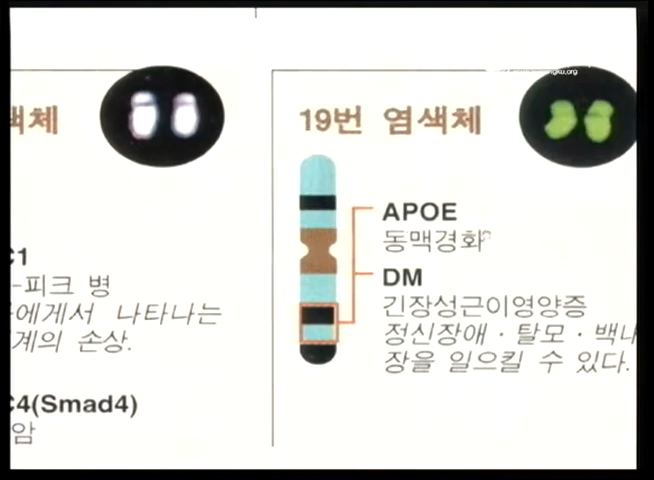 색체
C1
-피크 병
에게서 나타나는
계의 손상.
C4(Smad4)
암
19번 염색체
APOE
동맥경화
DM
긴장성근이영양증
정신장애 · 탈모 · 백내
장을 일으킬 수 있다.